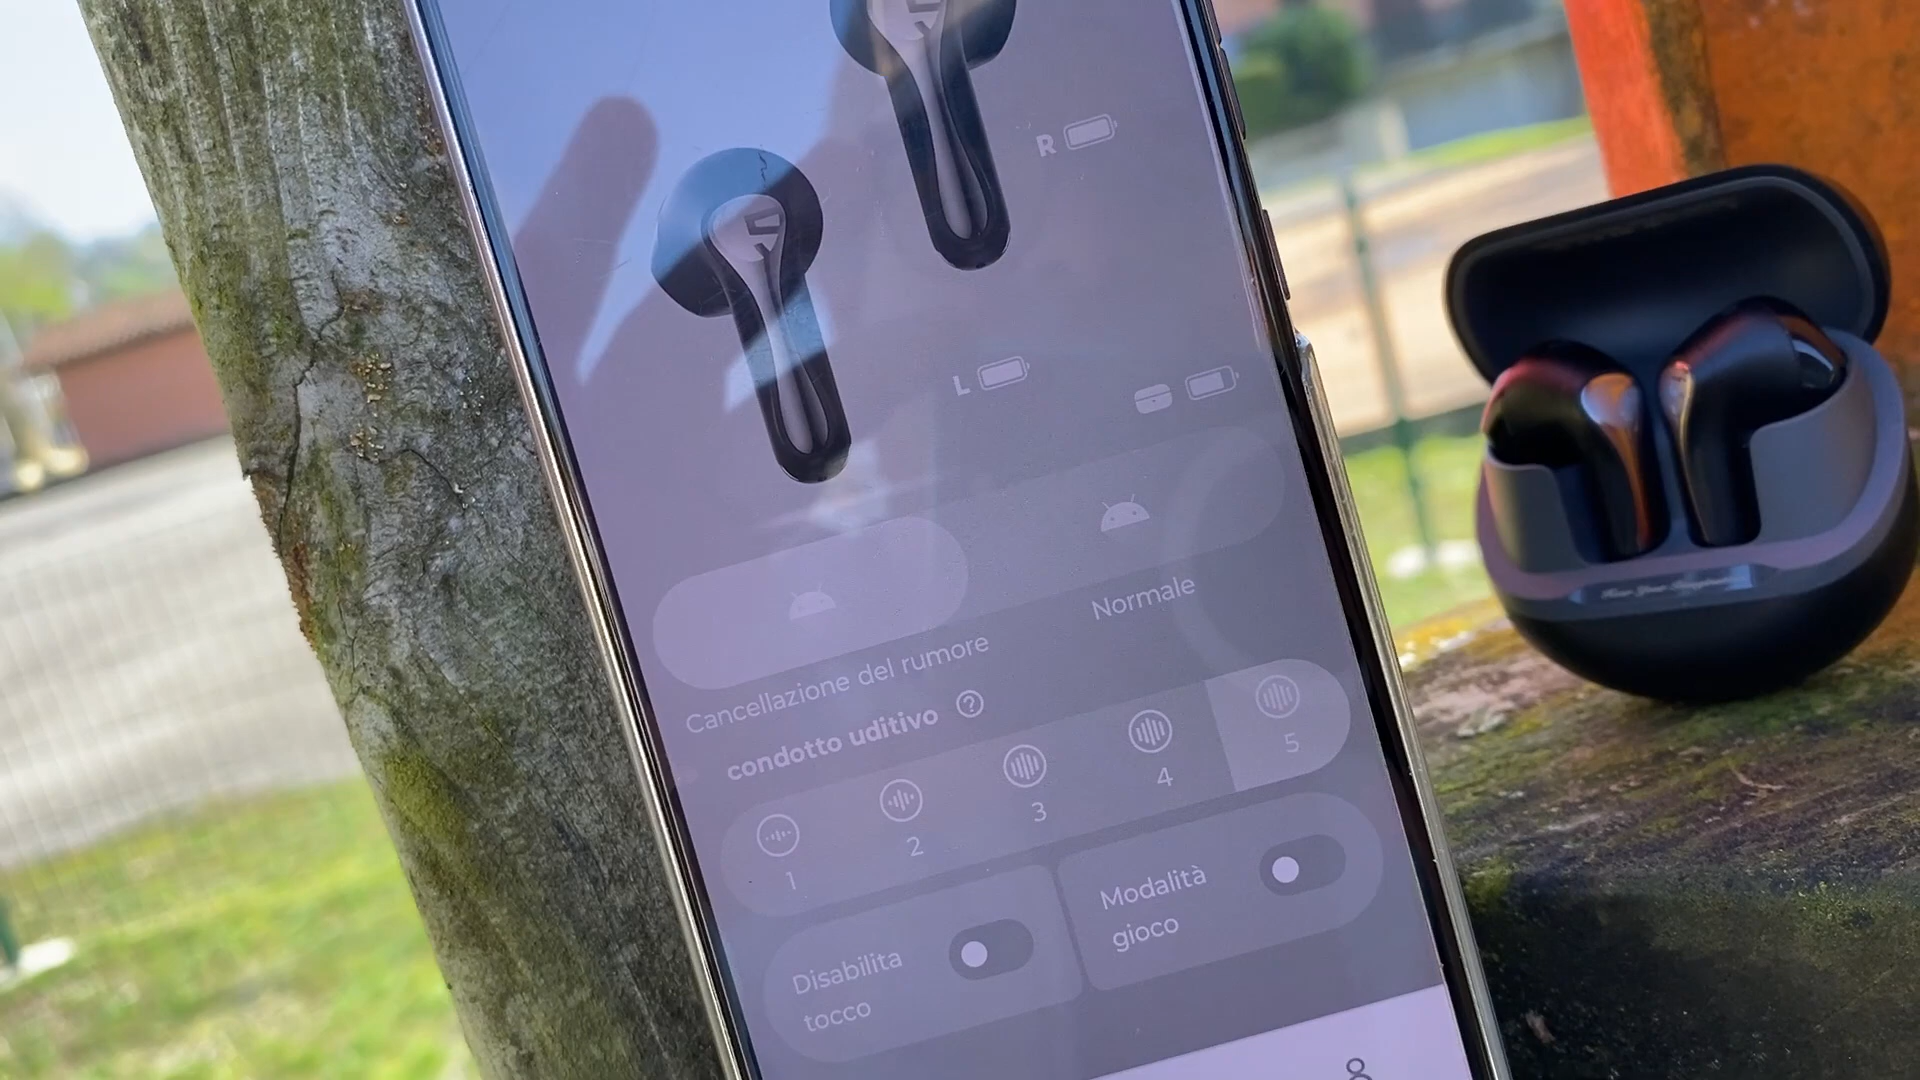 R
L
Normale
Cancellazione del rumore
condotto uditivo ?
1
2
3
4
5
Disabilita
tocco
Modalità
gioco